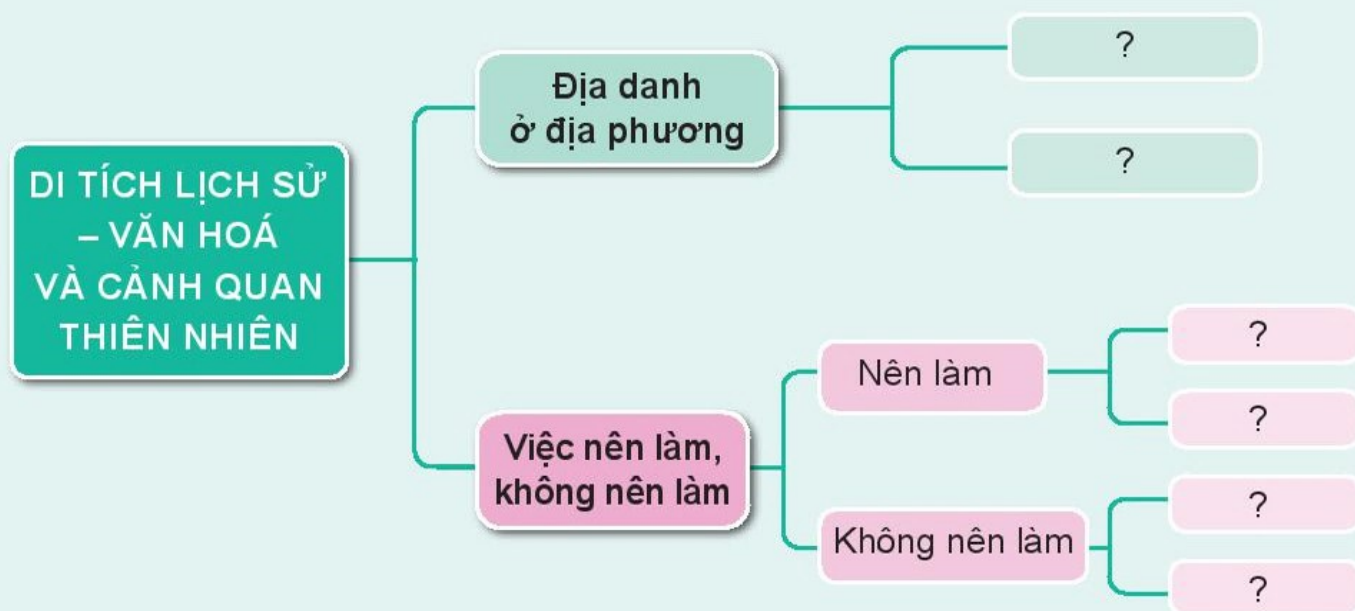 DI TÍCH LỊCH SỬ
– VĂN HOÁ
VÀ CẢNH QUAN
THIÊN NHIÊN
Địa danh
ở địa phương
?
?
Việc nên làm,
không nên làm
Nên làm
?
?
Không nên làm
?
?